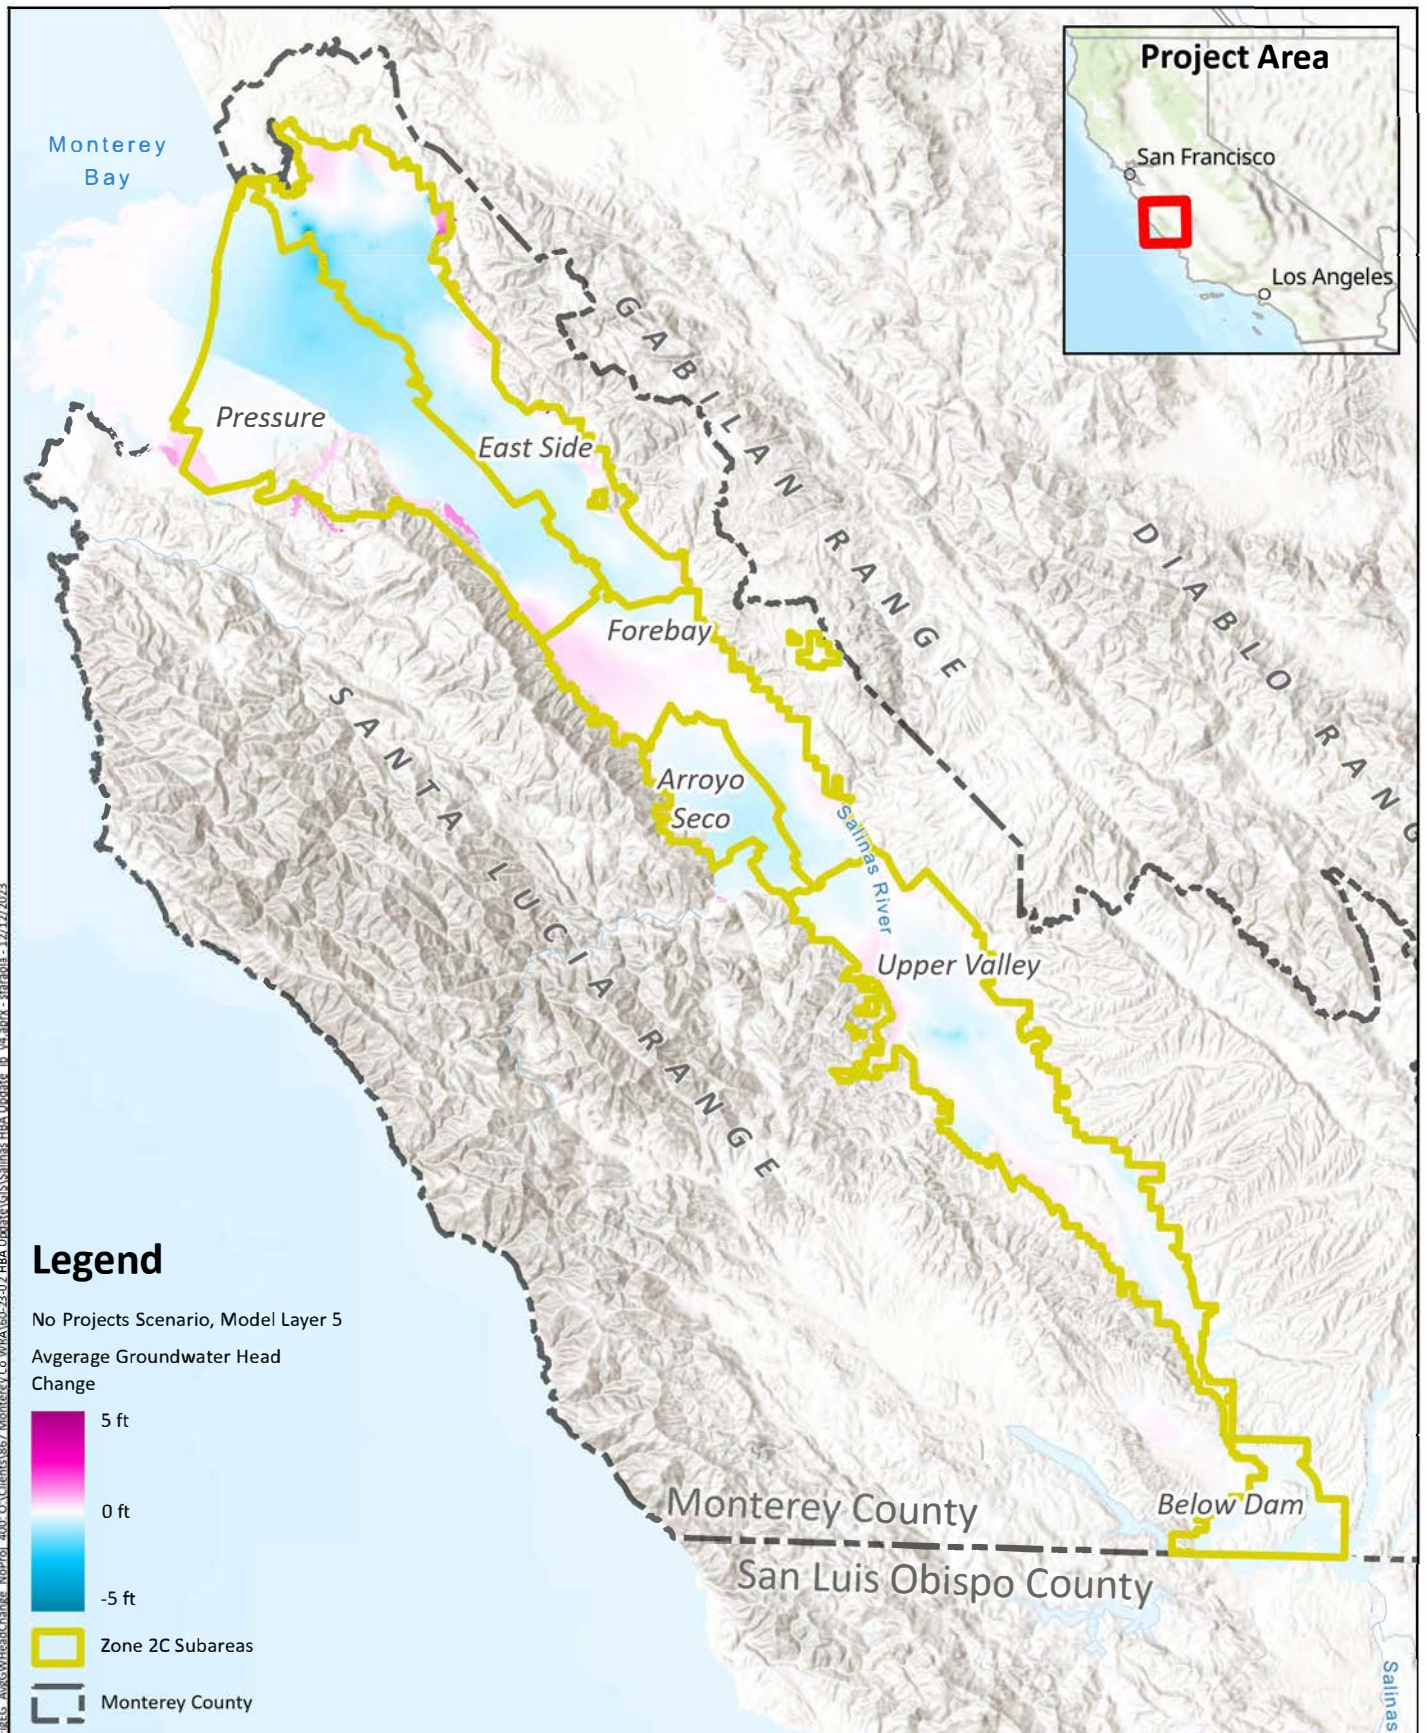 Project Area
San Francisco
Los Angeles
Monterey
Bay
GABILAN RANGE
DIABLO RANG
Pressure
East Side
Forebay
SANTA LUCIA RANGE
Arroyo
Seco
Salinas River
Upper Valley
Below Dam
Monterey County
San Luis Obispo County
Salinas
Legend
No Projects Scenario, Model Layer 5
Avgerage Groundwater Head
Change
5 ft
0 ft
-5 ft
Zone 2C Subareas
Monterey County